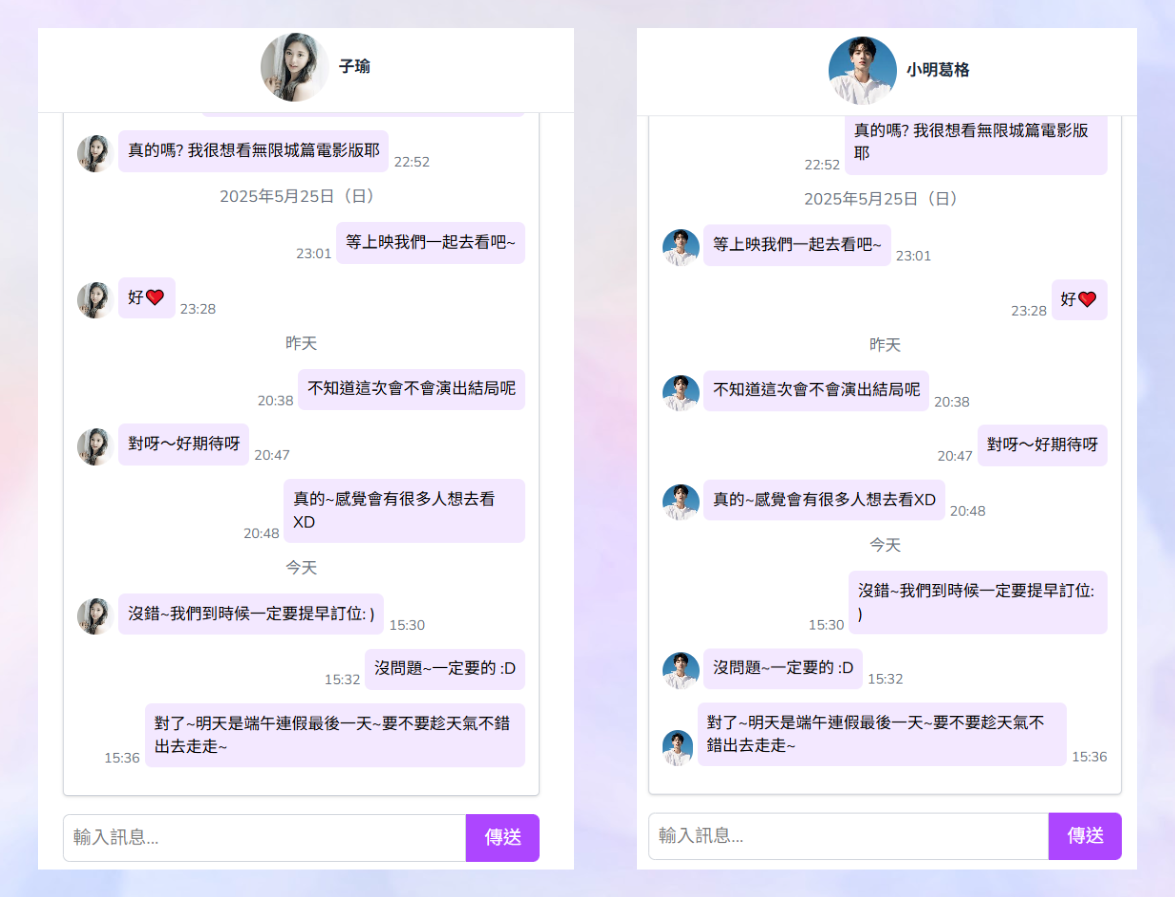 子瑜
真的嗎? 我很想看無限城篇電影版耶
22:52
2025年5月25日（日）
等上映我們一起去看吧~
23:01
好❤️
23:28
昨天
不知道這次會不會演出結局呢
20:38
對呀～好期待呀
20:47
真的~感覺會有很多人想去看
XD
20:48
今天
沒錯~我們到時候一定要提早訂位: )
15:30
沒問題~一定要的 :D
15:32
對了~明天是端午連假最後一天~要不要趁天氣不錯
出去走走~
15:36
輸入訊息...
傳送
小明葛格
真的嗎? 我很想看無限城篇電影版
耶
22:52
2025年5月25日（日）
等上映我們一起去看吧~
23:01
好❤️
23:28
昨天
不知道這次會不會演出結局呢
20:38
對呀～好期待呀
20:47
真的~感覺會有很多人想去看XD
20:48
今天
沒錯~我們到時候一定要提早訂位:
)
15:30
沒問題~一定要的 :D
15:32
對了~明天是端午連假最後一天~要不要趁天氣不
錯出去走走~
15:36
輸入訊息...
傳送